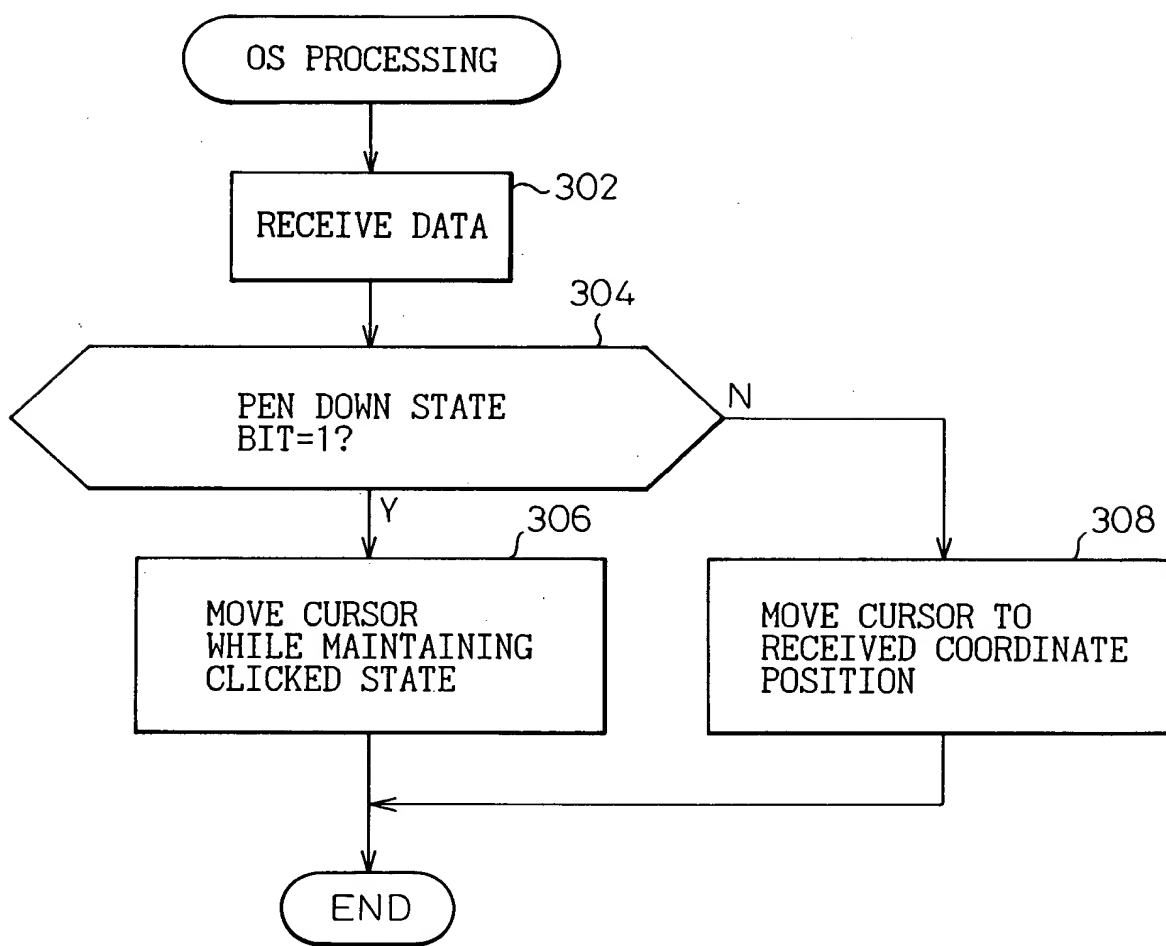 OS PROCESSING
302
RECEIVE DATA
304
PEN DOWN STATE
BIT=1?
N
Y
306
308
MOVE CURSOR
WHILE MAINTAINING
CLICKED STATE
MOVE CURSOR TO
RECEIVED COORDINATE
POSITION
END